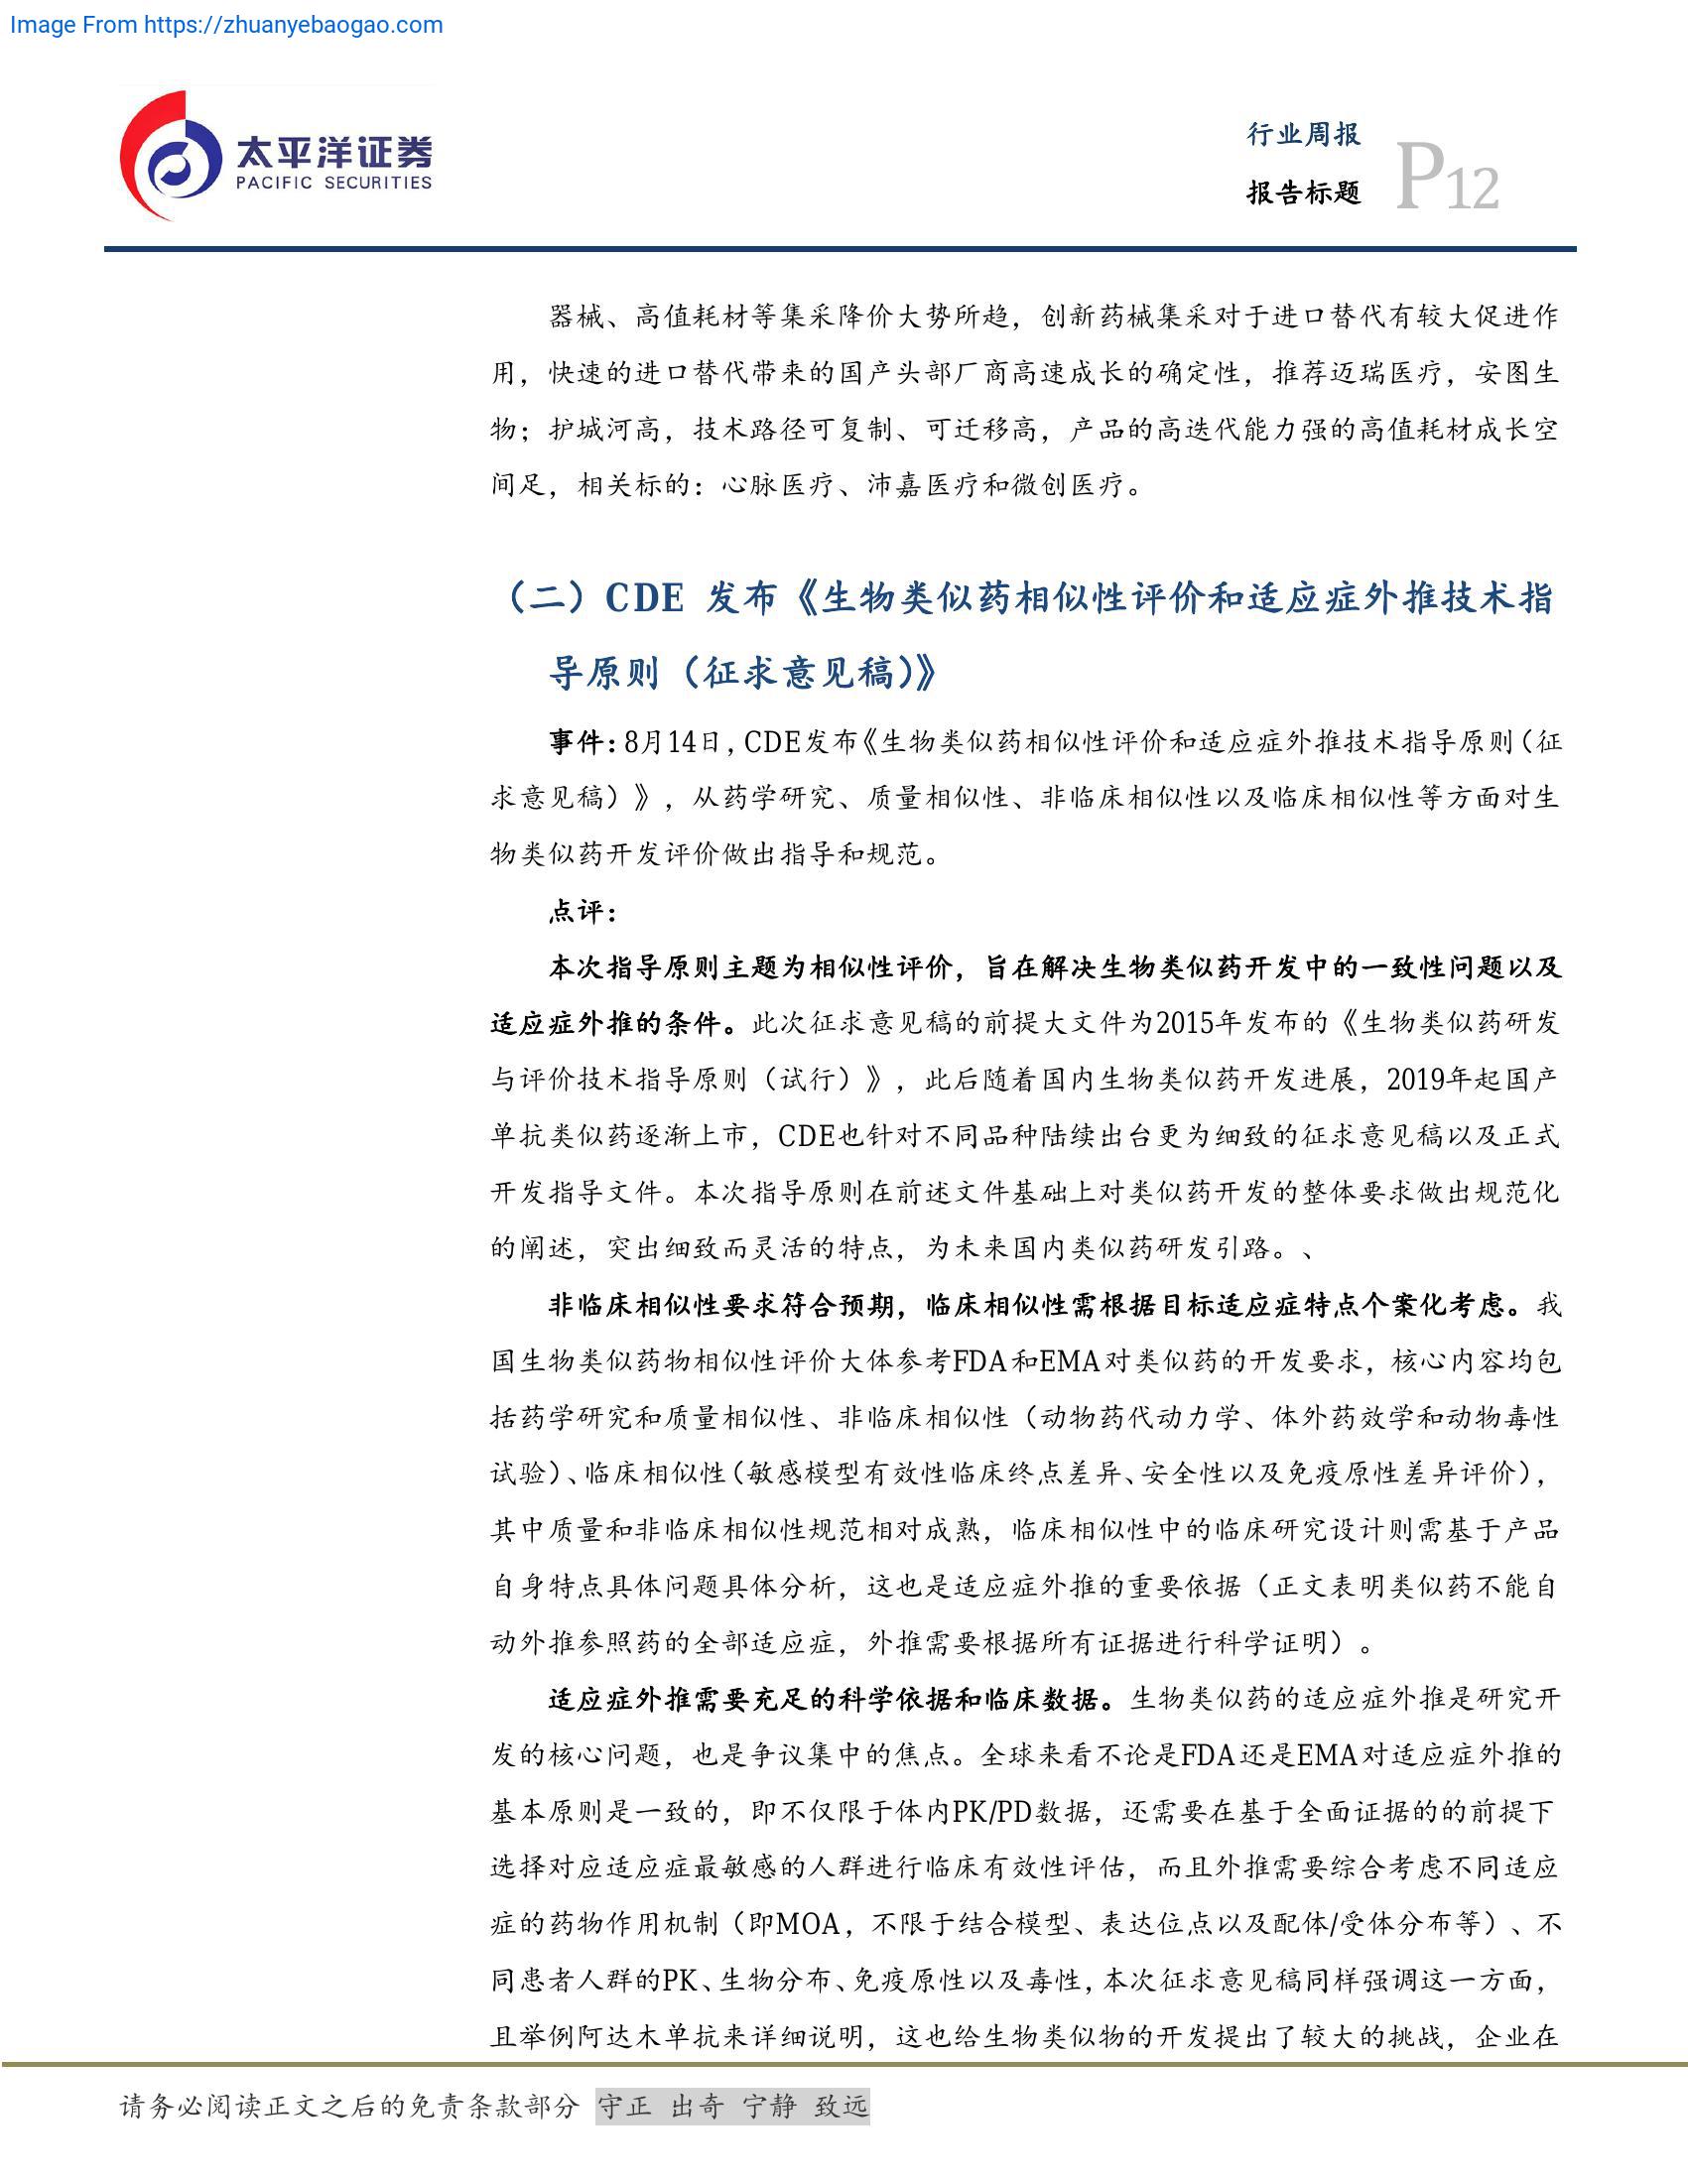 Image From https://zhuanyebaogao.com
太平洋证券
PACIFIC SECURITIES
行业周报
报告标题
P12
器械、高值耗材等集采降价大势所趋，创新药械集采对于进口替代有较大促进作
用，快速的进口替代带来的国产头部厂商高速成长的确定性，推荐迈瑞医疗，安图生
物；护城河高，技术路径可复制、可迁移高，产品的高迭代能力强的高值耗材成长空
间足，相关标的：心脉医疗、沛嘉医疗和微创医疗。
（二）CDE 发布《生物类似药相似性评价和适应症外推技术指
导原则（征求意见稿）》
事件：8月14日，CDE发布《生物类似药相似性评价和适应症外推技术指导原则（征
求意见稿）》，从药学研究、质量相似性、非临床相似性以及临床相似性等方面对生
物类似药开发评价做出指导和规范。
点评：
本次指导原则主题为相似性评价，旨在解决生物类似药开发中的一致性问题以及
适应症外推的条件。此次征求意见稿的前提大文件为2015年发布的《生物类似药研发
与评价技术指导原则（试行）》，此后随着国内生物类似药开发进展，2019年起国产
单抗类似药逐渐上市，CDE也针对不同品种陆续出台更为细致的征求意见稿以及正式
开发指导文件。本次指导原则在前述文件基础上对类似药开发的整体要求做出规范化
的阐述，突出细致而灵活的特点，为未来国内类似药研发引路。、
非临床相似性要求符合预期，临床相似性需根据目标适应症特点个案化考虑。我
国生物类似药物相似性评价大体参考FDA和EMA对类似药的开发要求，核心内容均包
括药学研究和质量相似性、非临床相似性（动物药代动力学、体外药效学和动物毒性
试验）、临床相似性（敏感模型有效性临床终点差异、安全性以及免疫原性差异评价），
其中质量和非临床相似性规范相对成熟，临床相似性中的临床研究设计则需基于产品
自身特点具体问题具体分析，这也是适应症外推的重要依据（正文表明类似药不能自
动外推参照药的全部适应症，外推需要根据所有证据进行科学证明）。
适应症外推需要充足的科学依据和临床数据。生物类似药的适应症外推是研究开
发的核心问题，也是争议集中的焦点。全球来看不论是FDA还是EMA对适应症外推的
基本原则是一致的，即不仅限于体内PK/PD数据，还需要在基于全面证据的的前提下
选择对应适应症最敏感的人群进行临床有效性评估，而且外推需要综合考虑不同适应
症的药物作用机制（即MOA，不限于结合模型、表达位点以及配体/受体分布等）、不
同患者人群的PK、生物分布、免疫原性以及毒性，本次征求意见稿同样强调这一方面，
且举例阿达木单抗来详细说明，这也给生物类似物的开发提出了较大的挑战，企业在
请务必阅读正文之后的免责条款部分 守正 出奇 宁静 致远